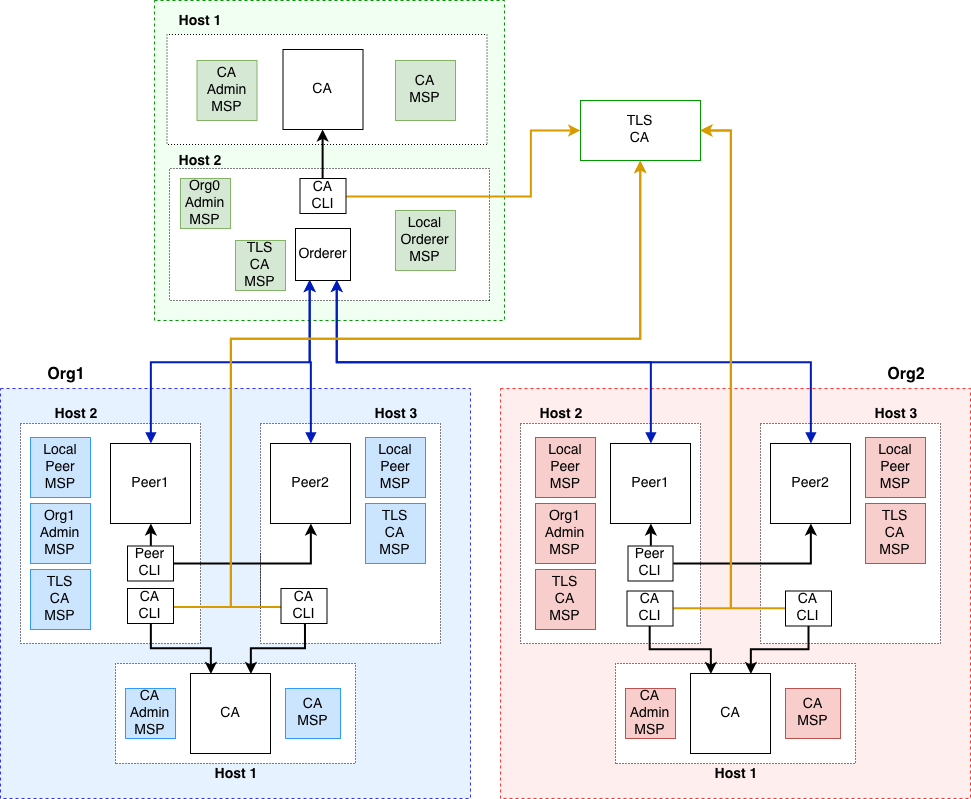 Host 1
CA
Admin
MSP
CA
CA
MSP
TLS
CA
Host 2
Org0
Admin
MSP
CA
CLI
Local
Orderer
MSP
TLS
CA
MSP
Orderer
Org1
Host 2
Host 3
Local
Peer
MSP
Peer1
Peer2
Local
Peer
MSP
Org1
Admin
MSP
TLS
CA
MSP
Peer
CLI
TLS
CA
MSP
CA
CLI
CA
CLI
CA
Admin
MSP
CA
CA
MSP
Host 1
Org2
Host 2
Host 3
Local
Peer
MSP
Peer1
Peer2
Local
Peer
MSP
Org1
Admin
MSP
TLS
CA
MSP
Peer
CLI
TLS
CA
MSP
CA
CLI
CA
CLI
CA
Admin
MSP
CA
CA
MSP
Host 1